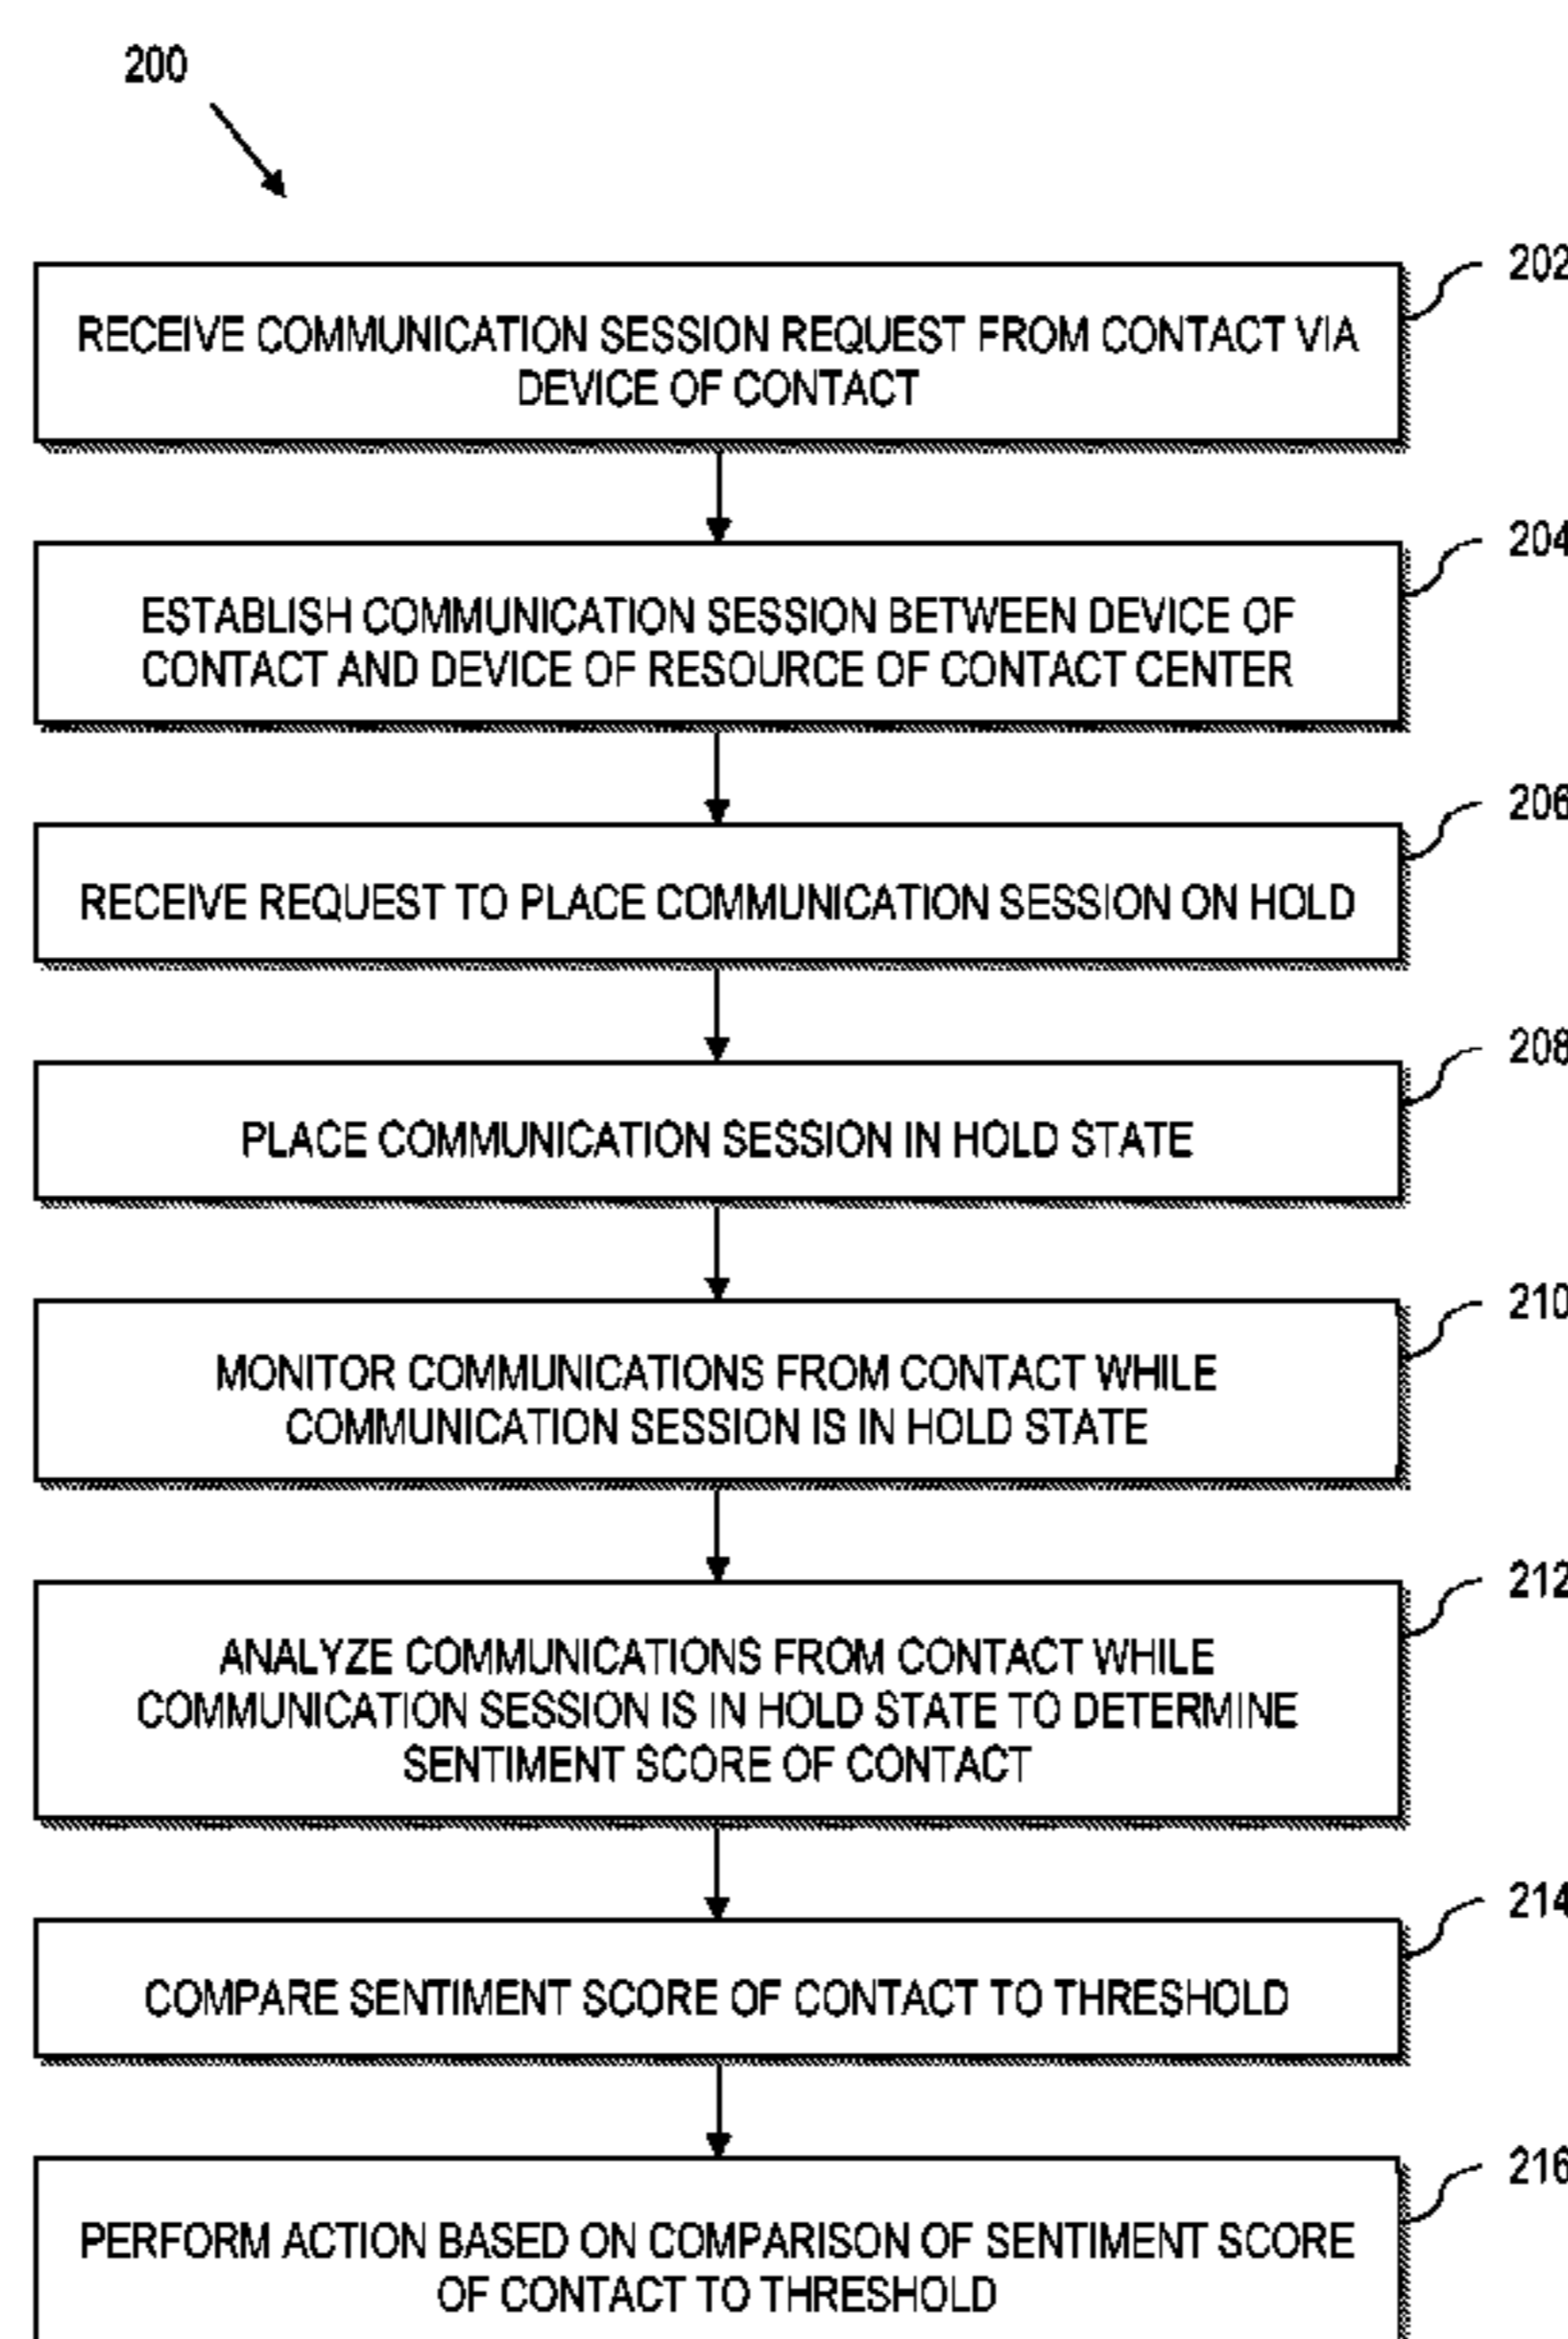 200
202
RECEIVE COMMUNICATION SESSION REQUEST FROM CONTACT VIA
DEVICE OF CONTACT
204
ESTABLISH COMMUNICATION SESSION BETWEEN DEVICE OF
CONTACT AND DEVICE OF RESOURCE OF CONTACT CENTER
206
RECEIVE REQUEST TO PLACE COMMUNICATION SESSION ON HOLD
208
PLACE COMMUNICATION SESSION IN HOLD STATE
210
MONITOR COMMUNICATIONS FROM CONTACT WHILE
COMMUNICATION SESSION IS IN HOLD STATE
212
ANALYZE COMMUNICATIONS FROM CONTACT WHILE
COMMUNICATION SESSION IS IN HOLD STATE TO DETERMINE
SENTIMENT SCORE OF CONTACT
214
COMPARE SENTIMENT SCORE OF CONTACT TO THRESHOLD
216
PERFORM ACTION BASED ON COMPARISON OF SENTIMENT SCORE
OF CONTACT TO THRESHOLD